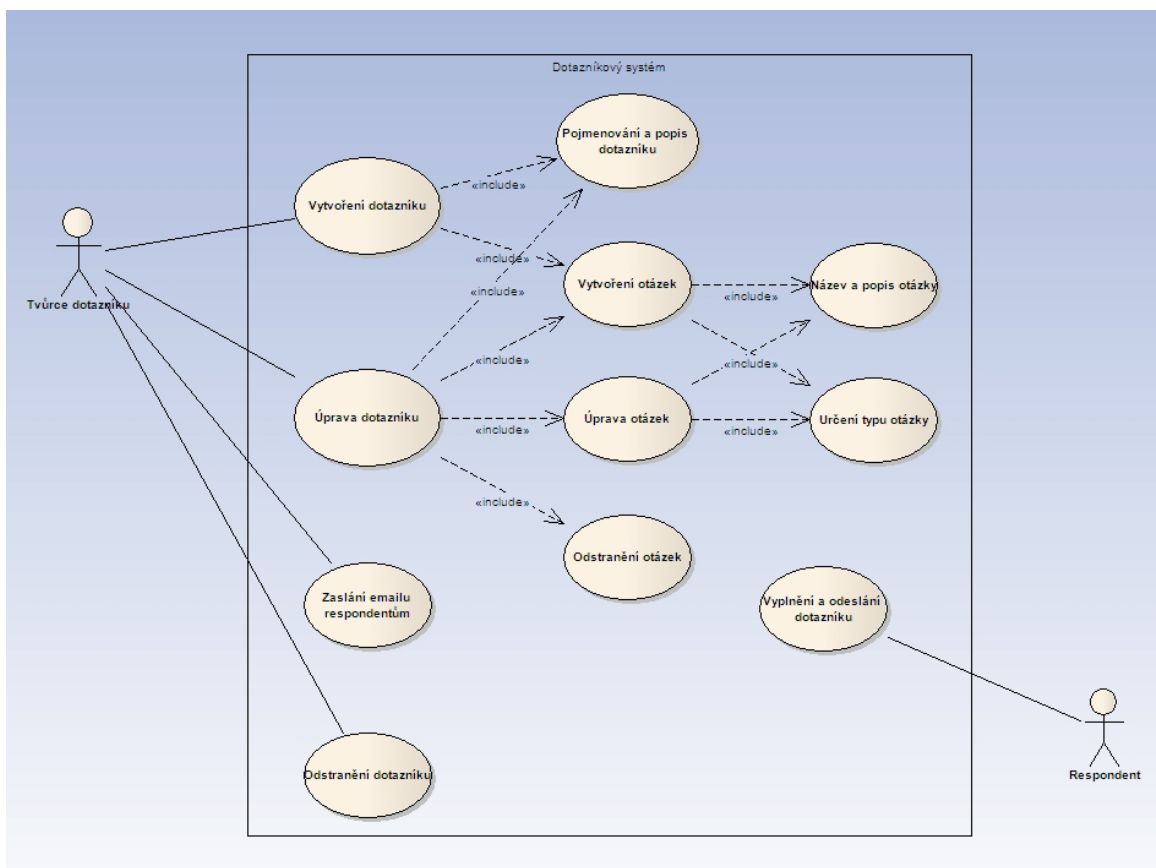 Dotazníkový systém
Pojmenování a popis
dotazníku
«include»
Vytvoření dotazníku
«include»
Vytvoření otázek
«include»
Název a popis otázky
«include»
Tvůrce dotazníku
«include»
«include»
Úprava dotazníku
«include»
Úprava otázek
«include»
Určení typu otázky
«include»
Odstranění otázek
Zaslání emailu
respondentům
Vyplnění a odeslání
dotazníku
Odstranění dotazníku
Respondent